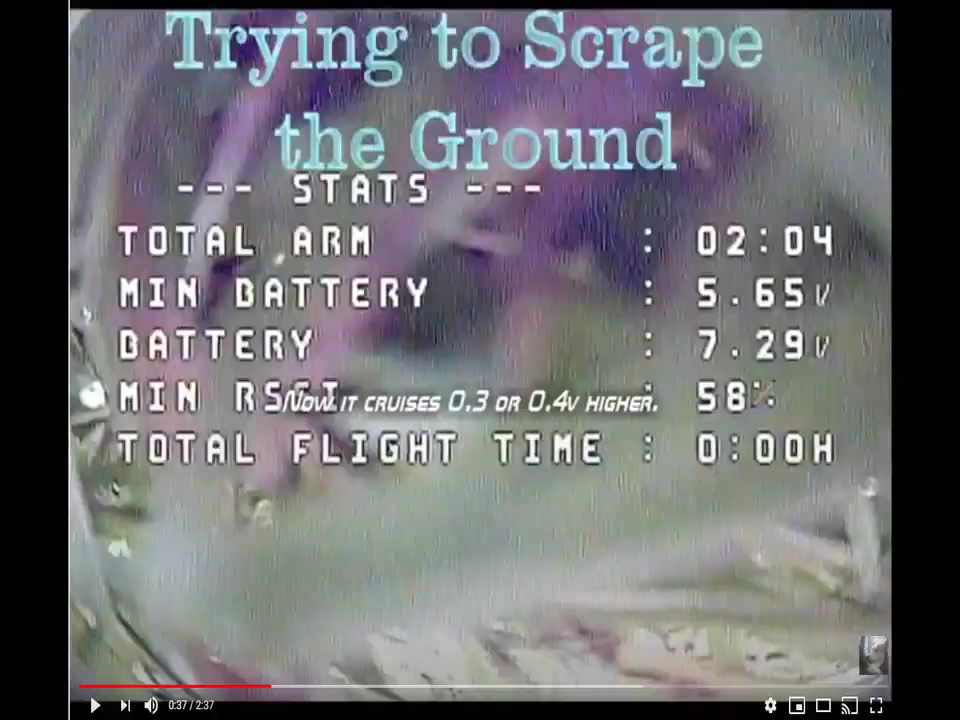 Trying to Scrape
the Ground
--- STATS ---
TOTAL ARM : 02:04
MIN BATTERY : 5.65V
BATTERY : 7.29V
MIN RSSI : 58%
Now it cruises 0.3 or 0.4v higher.
TOTAL FLIGHT TIME : 0:00H
0:37 / 2:37